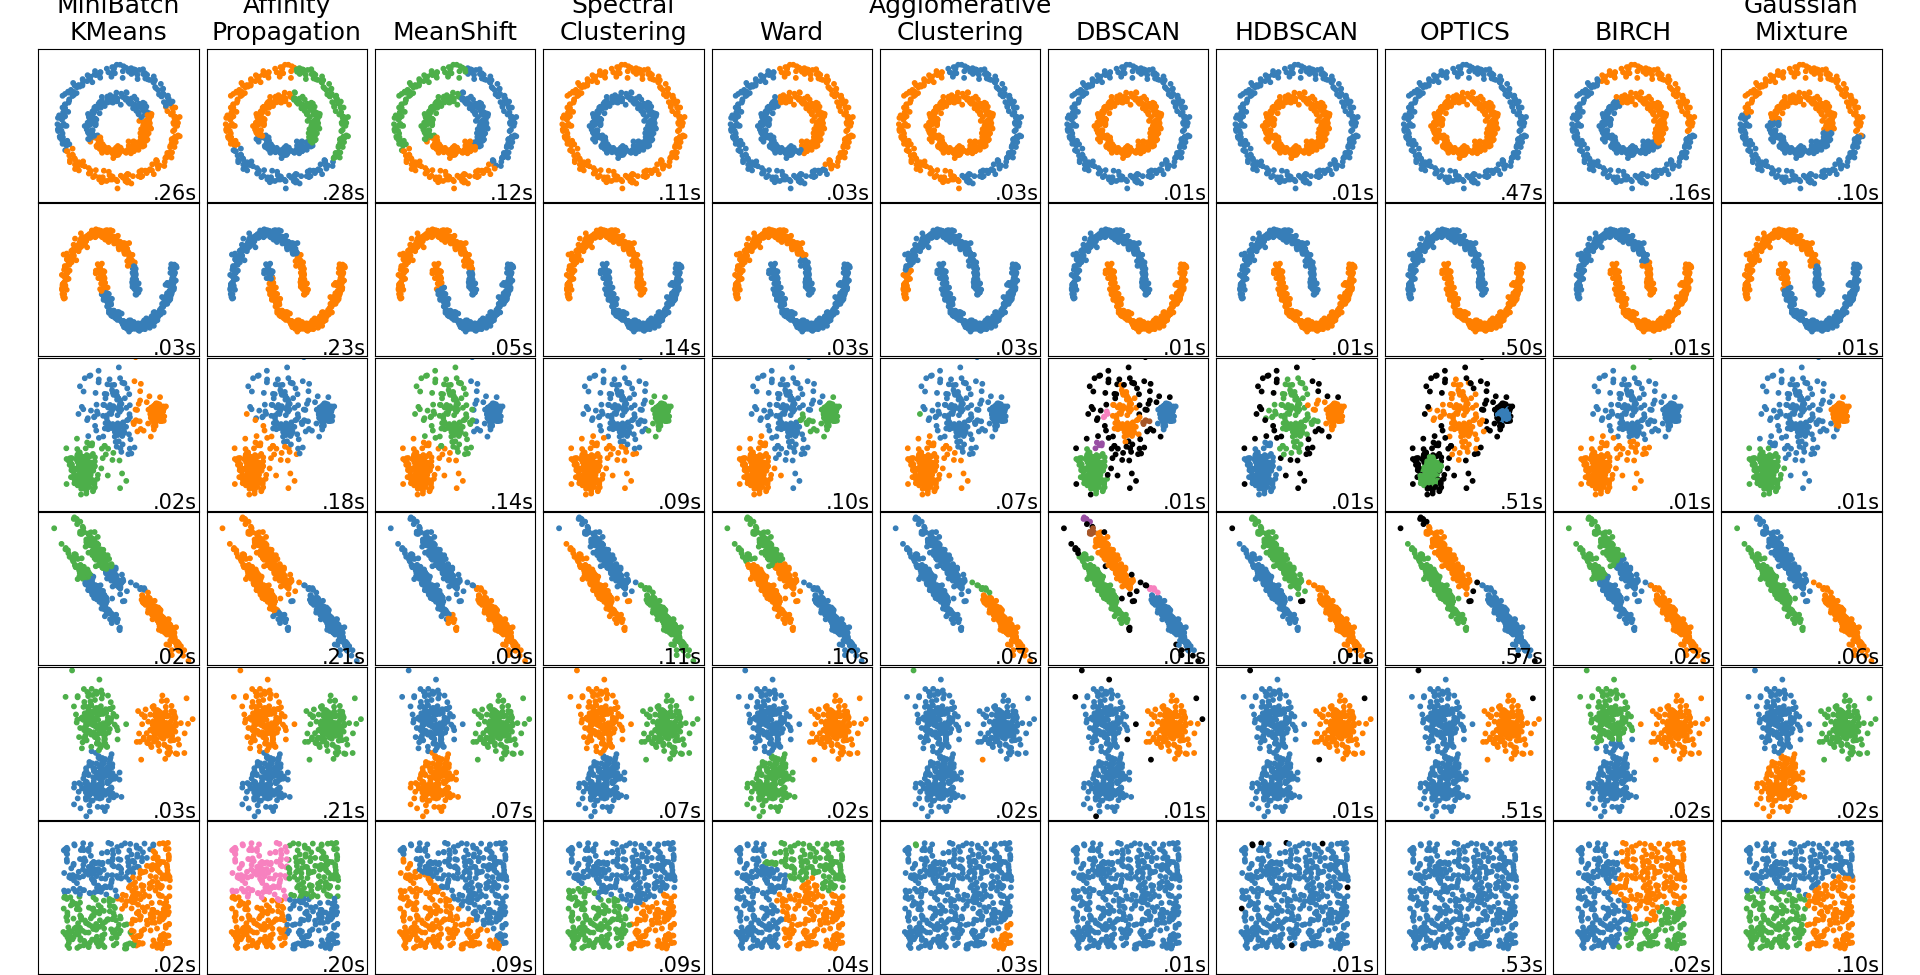 MiniBatch KMeans
Affinity Propagation
MeanShift
Spectral Clustering
Ward
Agglomerative Clustering
DBSCAN
HDBSCAN
OPTICS
BIRCH
Gaussian Mixture
.26s .28s .12s .11s .03s .03s .01s .01s .47s .16s .10s
.03s .23s .05s .14s .03s .03s .01s .01s .50s .01s .01s
.02s .18s .14s .09s .10s .07s .01s .01s .51s .01s .01s
.02s .21s .09s .11s .10s .07s .01s .01s .57s .02s .06s
.03s .21s .07s .07s .02s .02s .01s .01s .51s .02s .02s
.02s .20s .09s .09s .04s .03s .01s .01s .53s .02s .10s